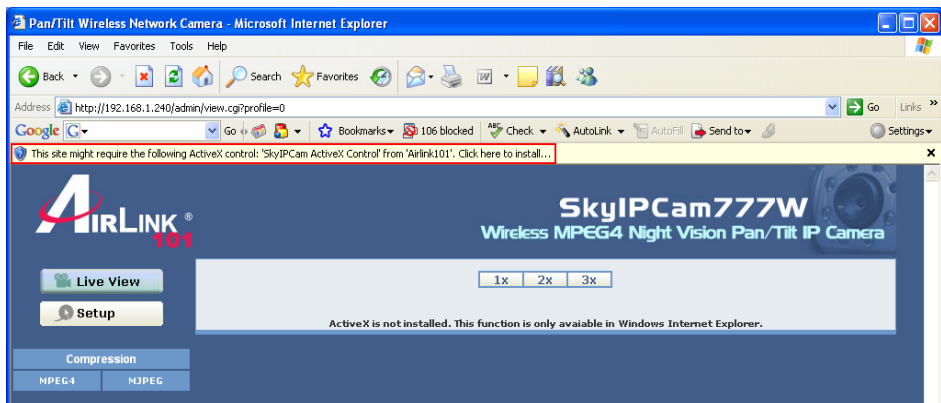 Pan/Tilt Wireless Network Camera - Microsoft Internet Explorer
File Edit View Favorites Tools Help
Back Search Favorites
Address http://192.168.1.240/admin/view.cgi?profile=0 Go Links »
Google G Go Bookmarks 106 blocked ABC Check AutoLink AutoFill Send to Settings
This site might require the following ActiveX control: 'SkyIPCam ActiveX Control' from 'Airlink101'. Click here to install...
AIRLINK ®
101
SkyIPCam777W
Wireless MPEG4 Night Vision Pan/Tilt IP Camera
Live View
1x 2x 3x
Setup
ActiveX is not installed. This function is only avaiable in Windows Internet Explorer.
Compression
MPEG4 MJPEG